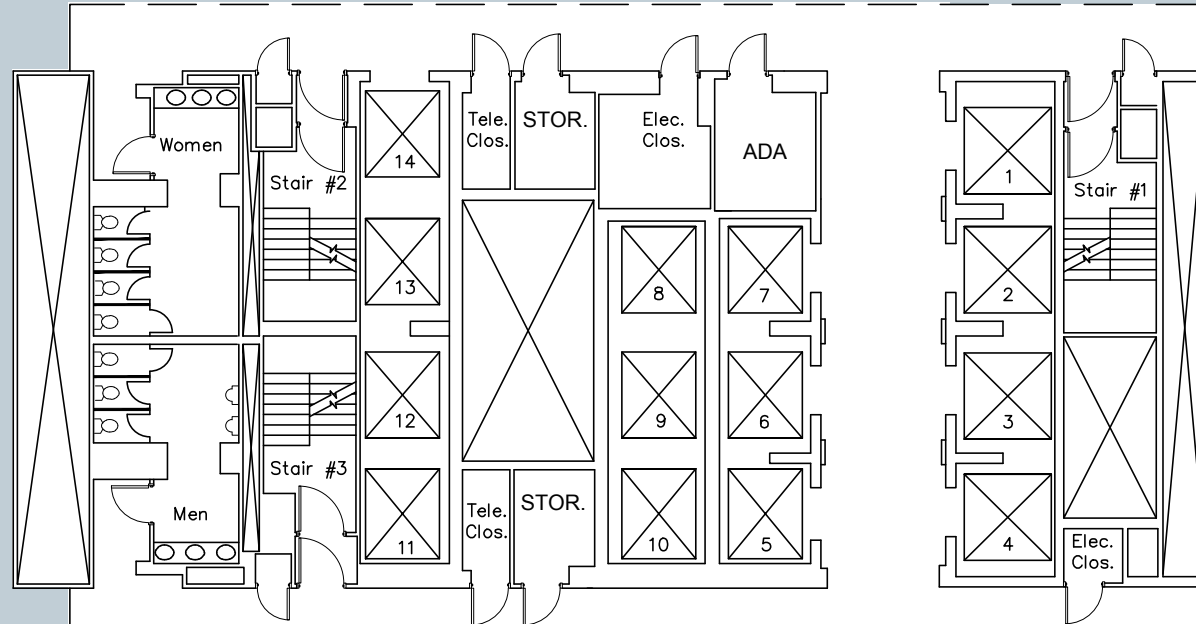 Women
Stair #2
14
Tele.
Clos.
STOR.
Elec.
Clos.
ADA
1
Stair #1
13
8
7
2
12
9
6
3
Stair #3
Men
11
Tele.
Clos.
STOR.
10
5
4
Elec.
Clos.